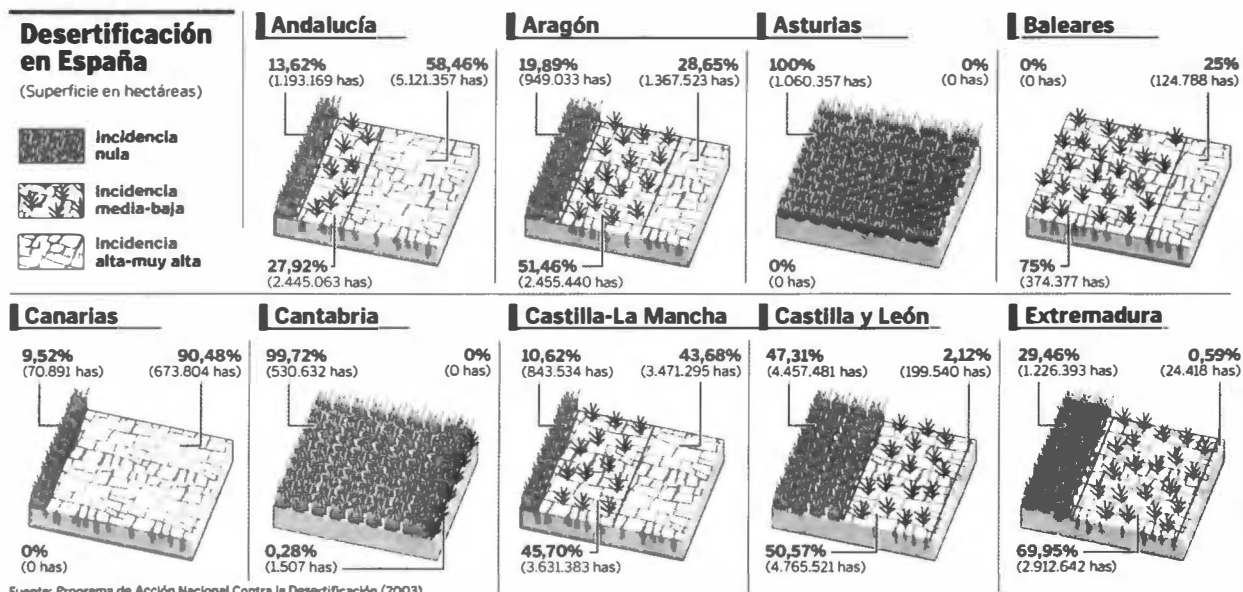 Desertificación
en España
(Superficie en hectáreas)
Incidencia
nula
Incidencia
media-baja
Incidencia
alta-muy alta
Andalucía
13,62%
(1.193.169 has)
58,46%
(5.121.357 has)
27,92%
(2.445.063 has)
Aragón
19,89%
(949.033 has)
28,65%
(1.367.523 has)
51,46%
(2.455.440 has)
Asturias
100%
(1.060.357 has)
0%
(0 has)
0%
(0 has)
Baleares
0%
(0 has)
25%
(124.788 has)
75%
(374.377 has)
Canarias
9,52%
(70.891 has)
90,48%
(673.804 has)
0%
(0 has)
Cantabria
99,72%
(530.632 has)
0%
(0 has)
0,28%
(1.507 has)
Castilla-La Mancha
10,62%
(843.534 has)
43,68%
(3.471.295 has)
45,70%
(3.631.383 has)
Castilla y León
47,31%
(4.457.481 has)
2,12%
(199.540 has)
50,57%
(4.765.521 has)
Extremadura
29,46%
(1.226.393 has)
0,59%
(24.418 has)
69,95%
(2.912.642 has)
Fuente: Programa de Acción Nacional Contra la Desertificación (2003)